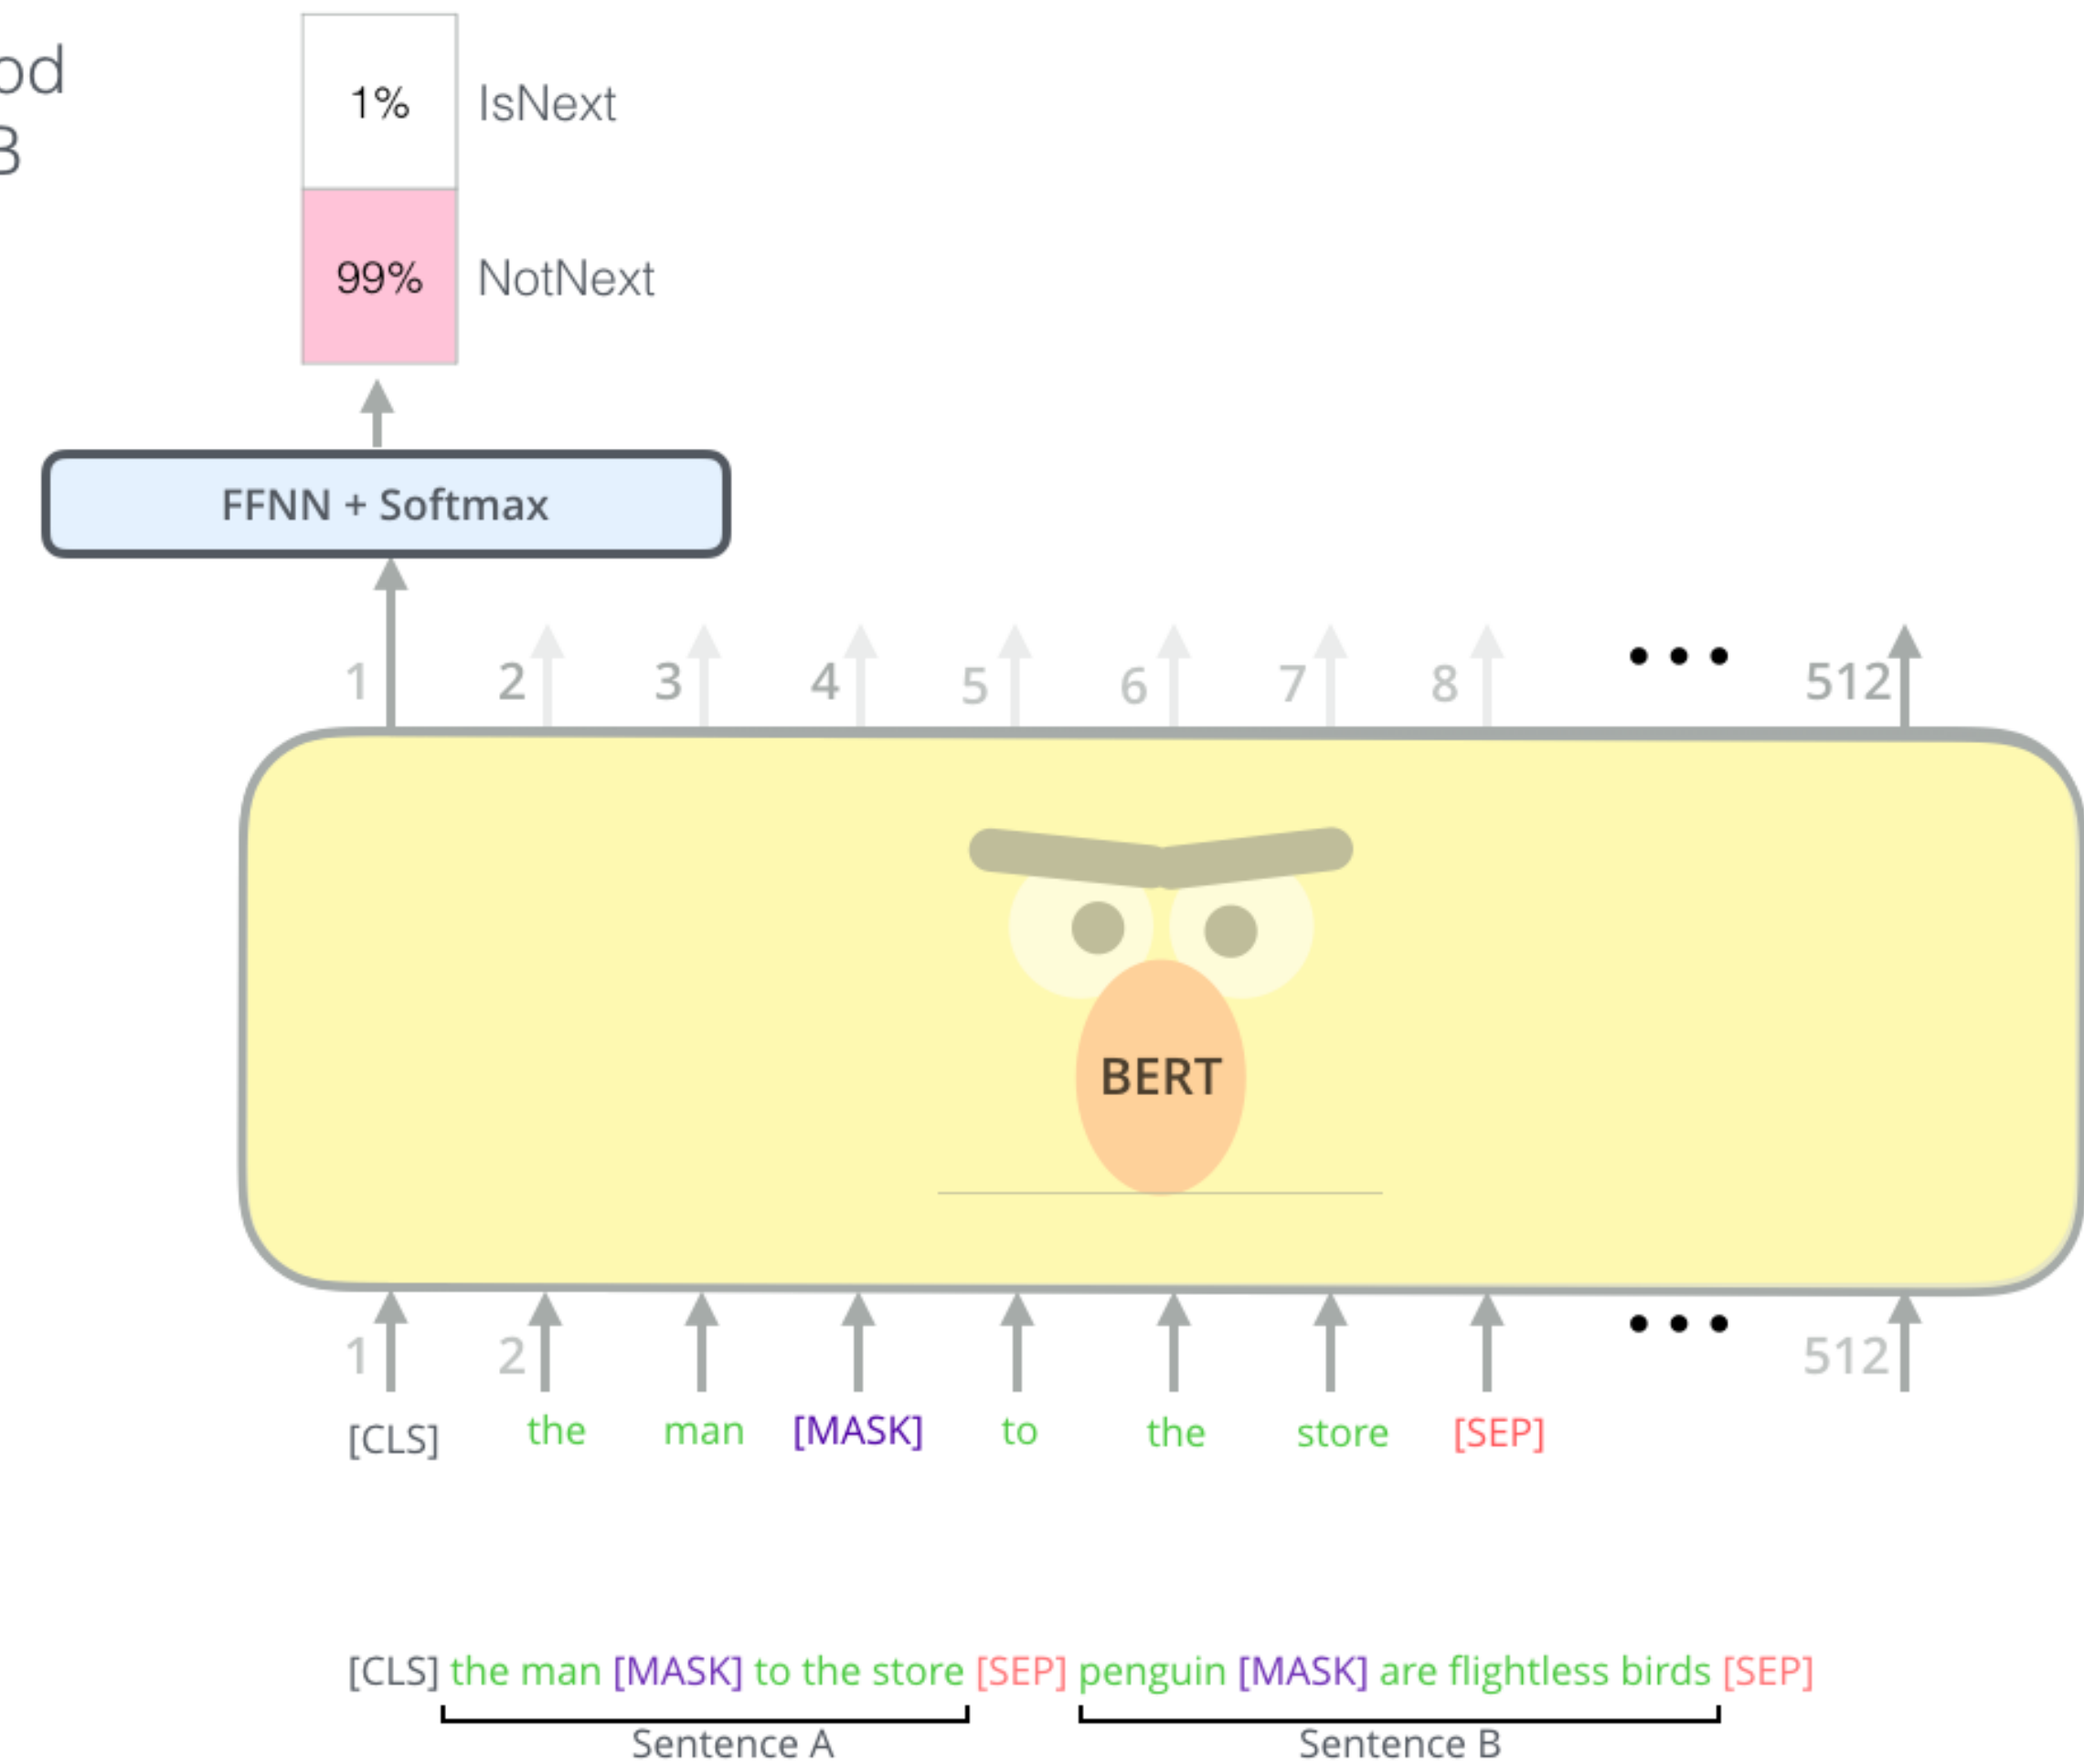 1% IsNext
99% NotNext
FFNN + Softmax
1 2 3 4 5 6 7 8 ••• 512
BERT
1 2 ••• 512
[CLS] the man [MASK] to the store [SEP]
[CLS] the man [MASK] to the store [SEP] penguin [MASK] are flightless birds [SEP]
Sentence A Sentence B